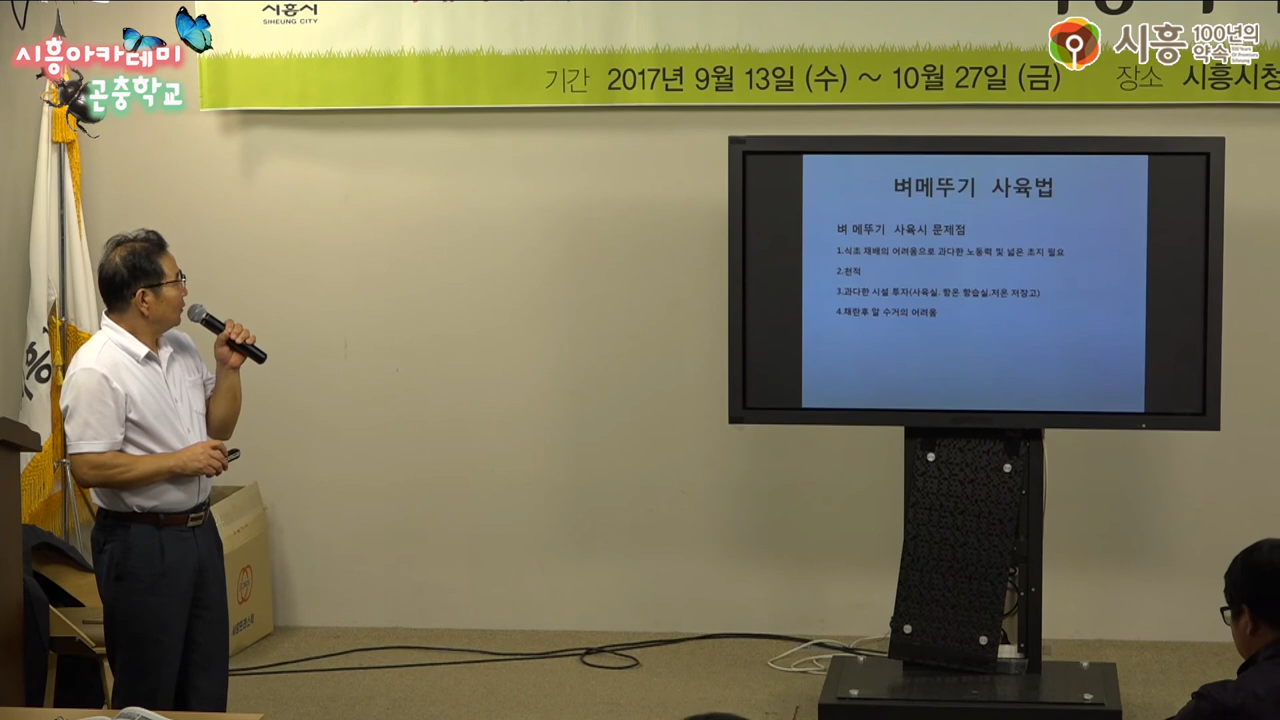 시흥시
SIHEUNG CITY
시흥아카데미
곤충학교
시흥 100년의
약속
기간 2017년 9월 13일 (수) ~ 10월 27일 (금) 장소 시흥시청
벼메뚜기 사육법
벼 메뚜기 사육시 문제점
1.식초 재배의 어려움으로 과다한 노동력 및 넓은 초지 필요
2.천적
3.과다한 시설 투자(사육실, 항온 항습실,저온 저장고)
4.채란후 알 수거의 어려움